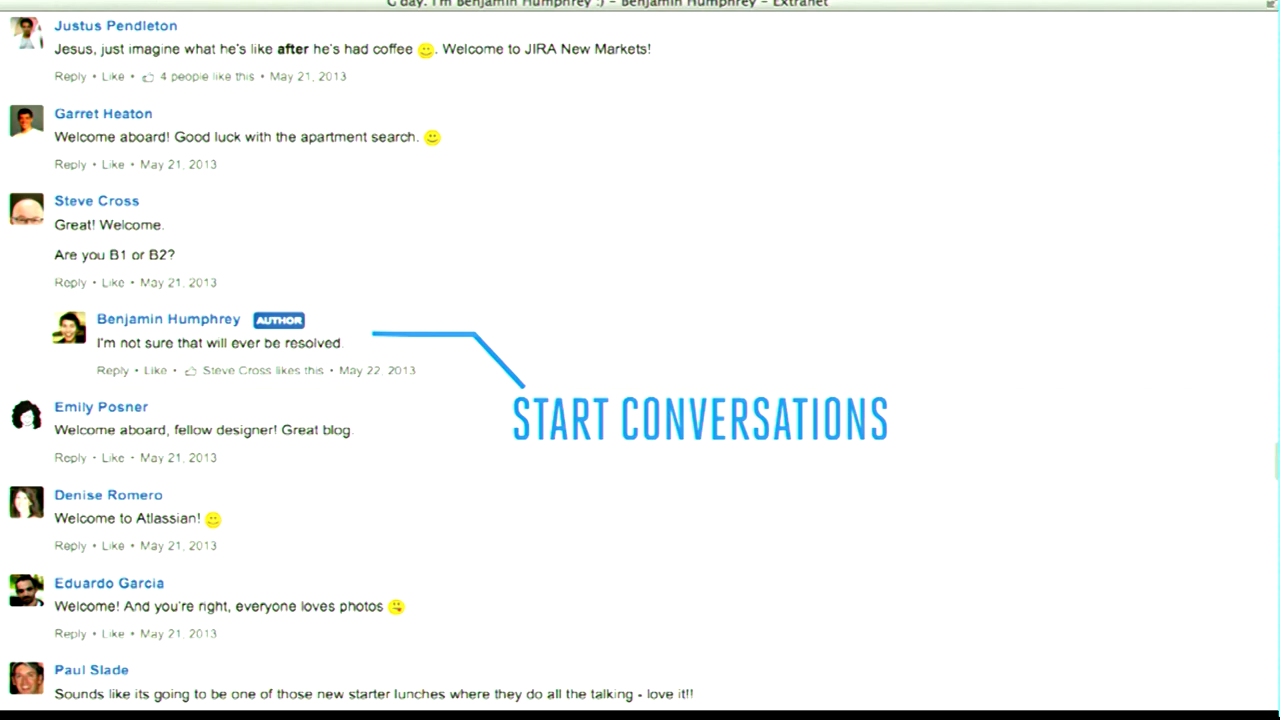 G'day. I'm Benjamin Humphrey :) – Benjamin Humphrey – Extranet
Justus Pendleton
Jesus, just imagine what he's like after he's had coffee. Welcome to JIRA New Markets!
Reply • Like • 4 people like this • May 21, 2013
Garret Heaton
Welcome aboard! Good luck with the apartment search.
Reply • Like • May 21, 2013
Steve Cross
Great! Welcome.
Are you B1 or B2?
Reply • Like • May 21, 2013
Benjamin Humphrey AUTHOR
I'm not sure that will ever be resolved.
Reply • Like • Steve Cross likes this • May 22, 2013
START CONVERSATIONS
Emily Posner
Welcome aboard, fellow designer! Great blog.
Reply • Like • May 21, 2013
Denise Romero
Welcome to Atlassian!
Reply • Like • May 21, 2013
Eduardo Garcia
Welcome! And you're right, everyone loves photos
Reply • Like • May 21, 2013
Paul Slade
Sounds like its going to be one of those new starter lunches where they do all the talking - love it!!